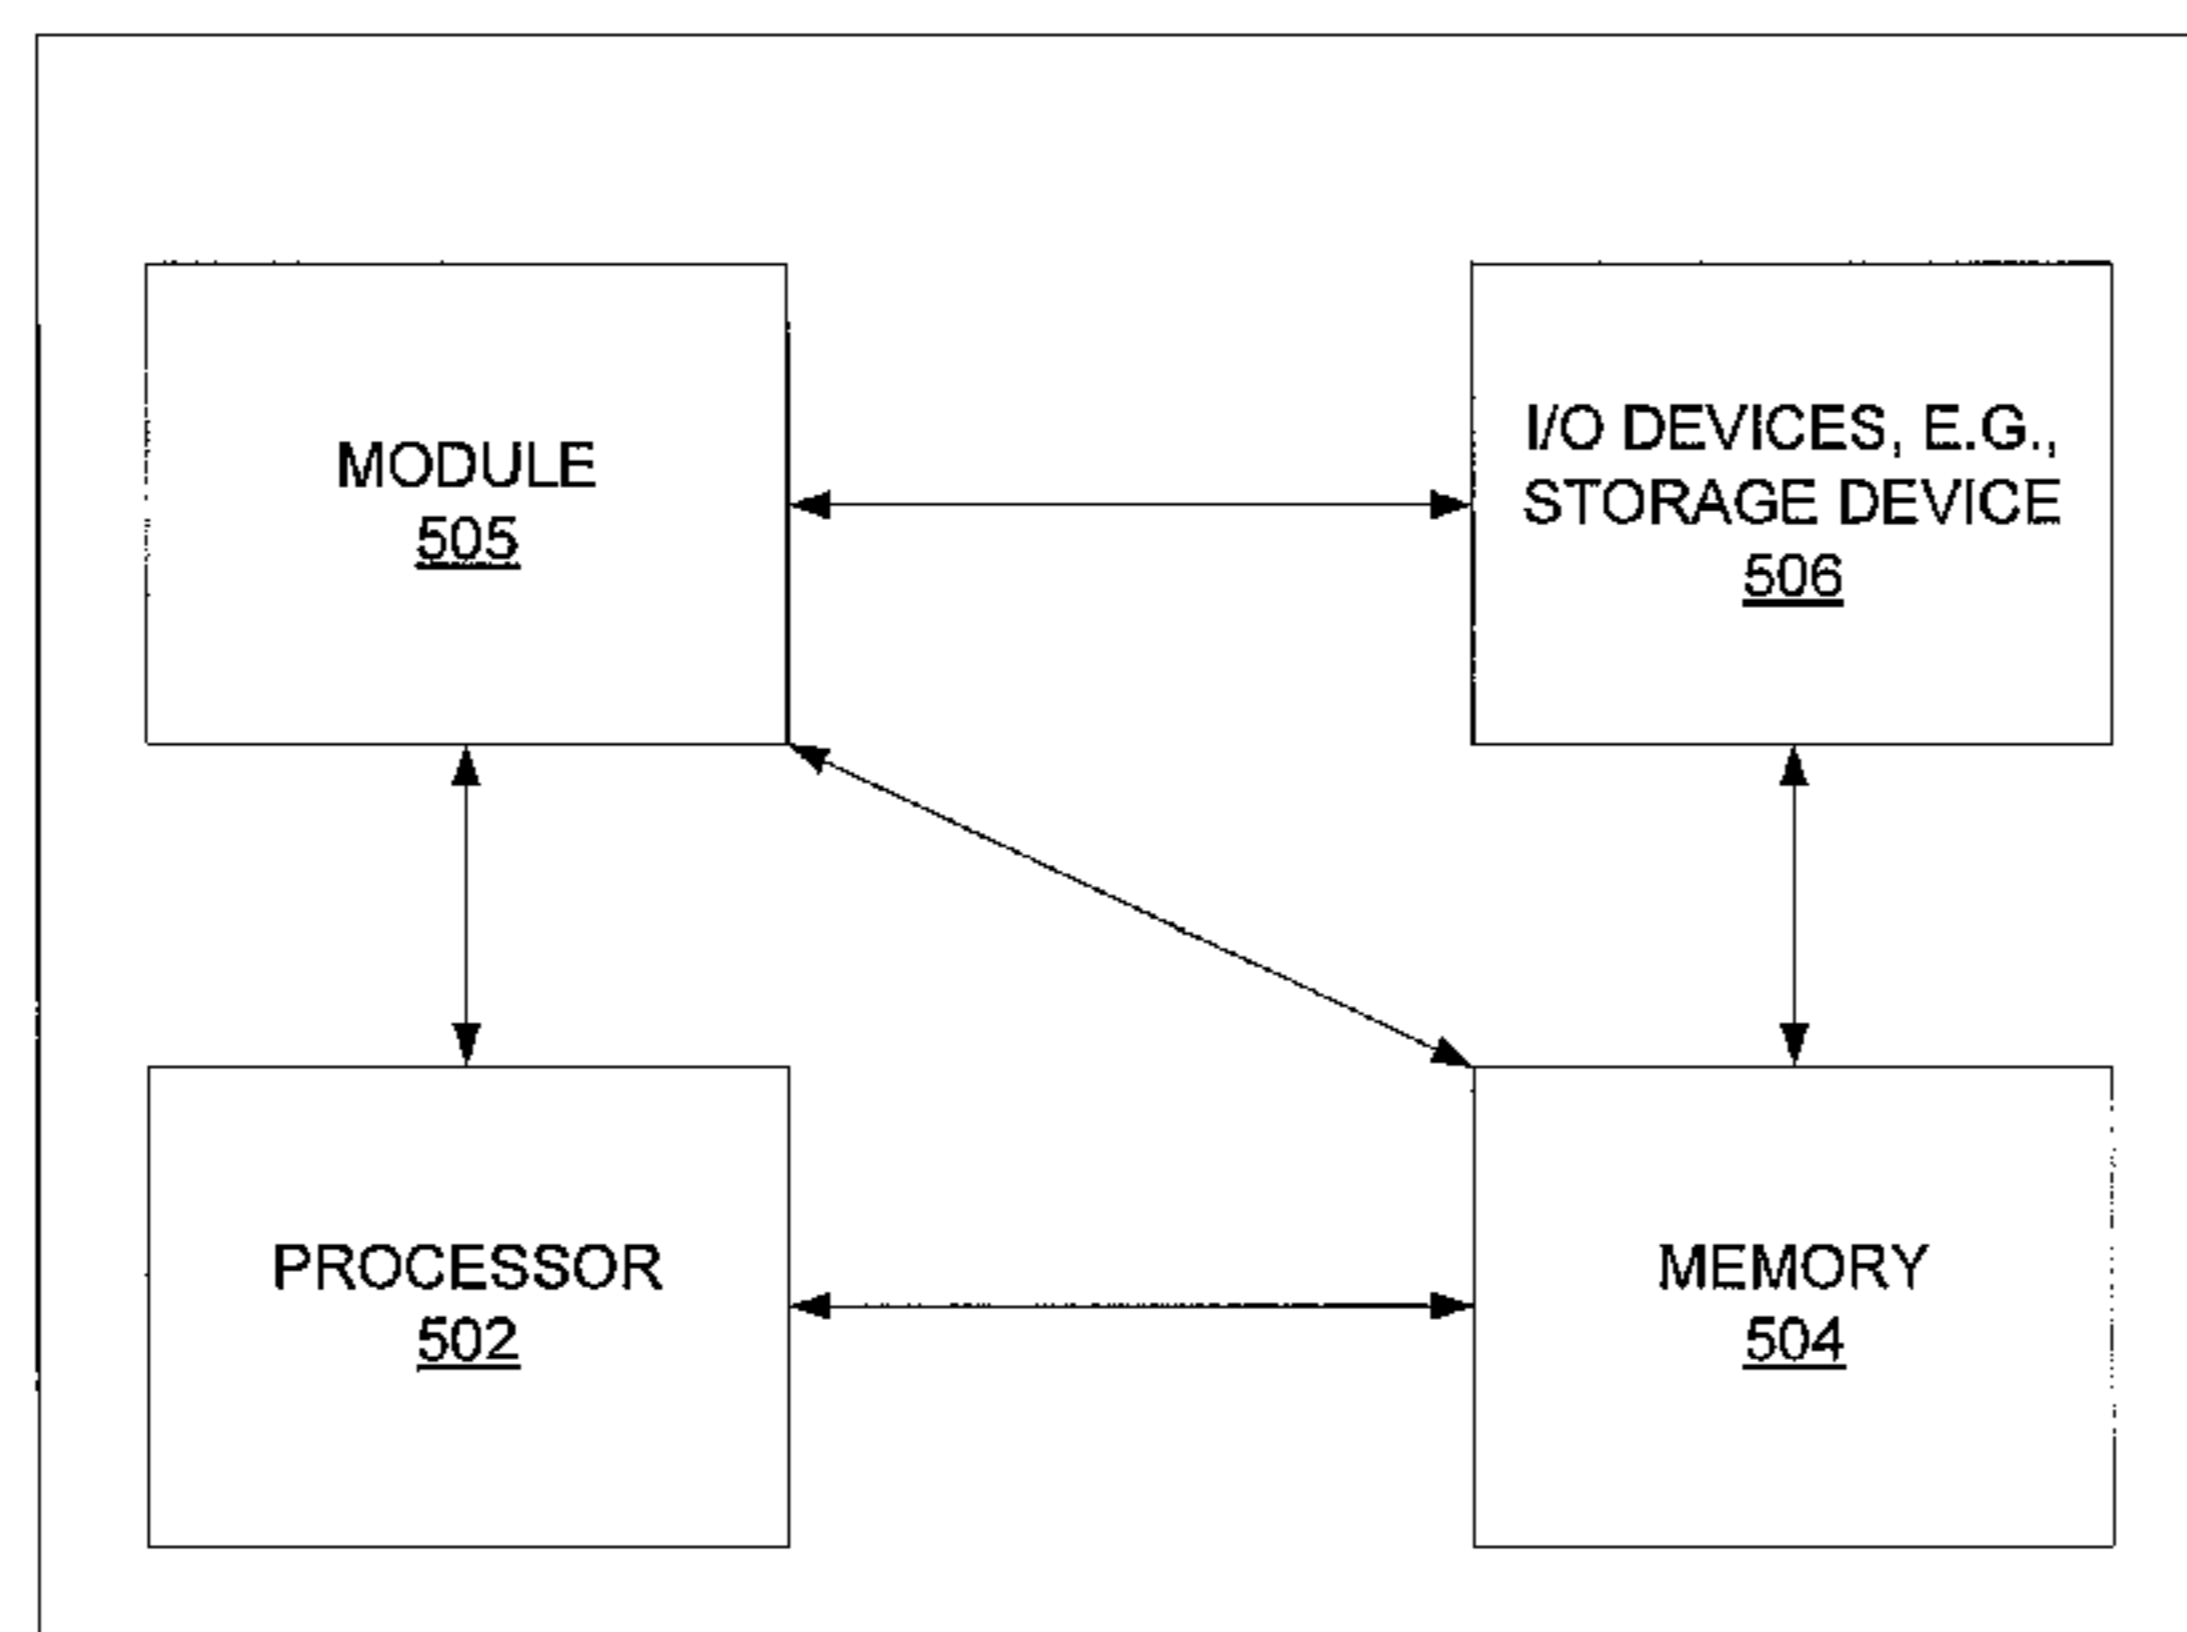 MODULE
505
I/O DEVICES, E.G.,
STORAGE DEVICE
506
PROCESSOR
502
MEMORY
504